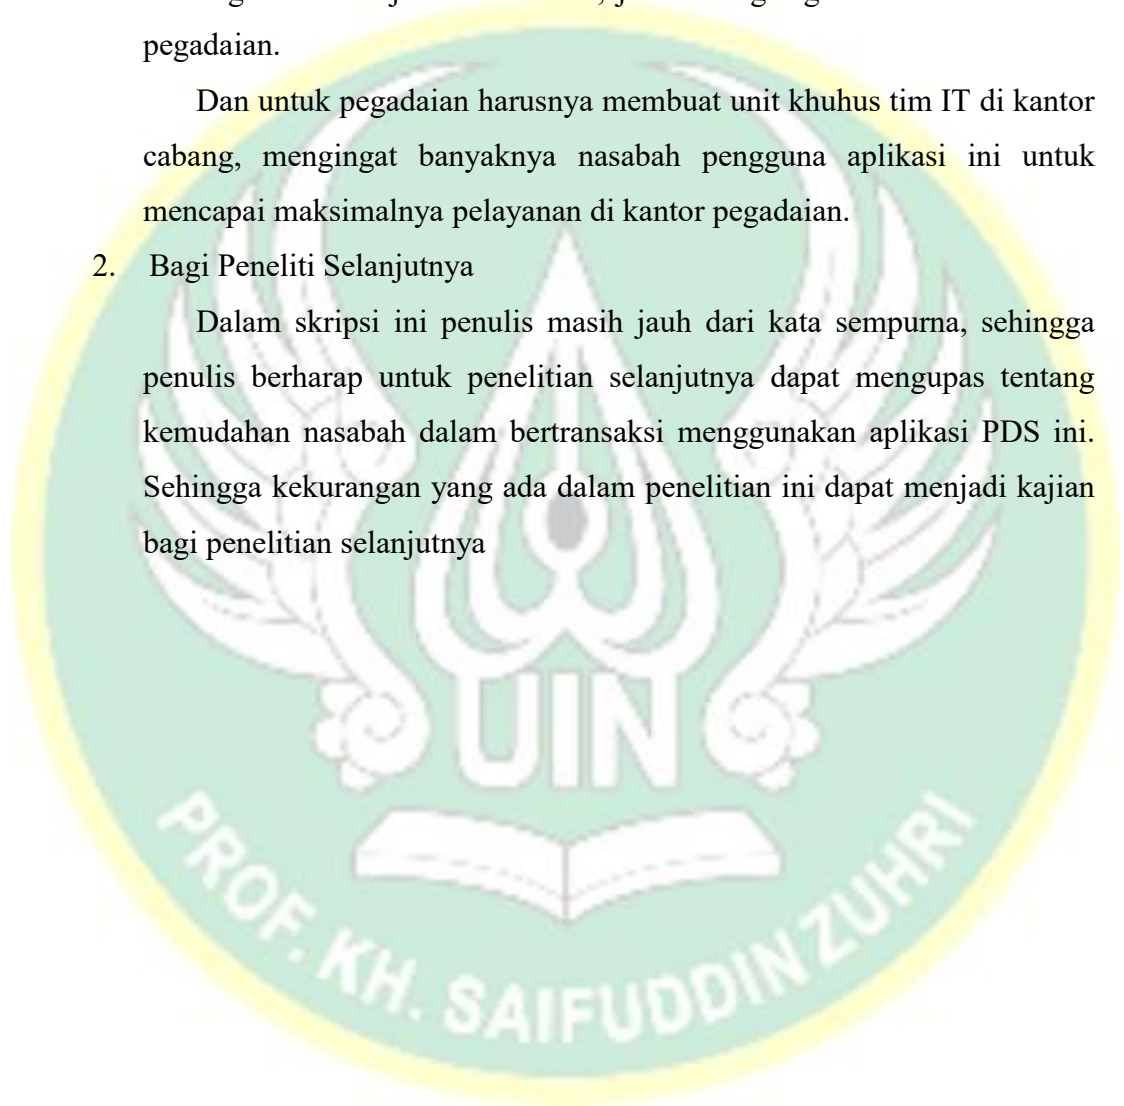 pegadaian.
Dan untuk pegadaian harusnya membuat unit khuhus tim IT di kantor
cabang, mengingat banyaknya nasabah pengguna aplikasi ini untuk
mencapai maksimalnya pelayanan di kantor pegadaian.
2. Bagi Peneliti Selanjutnya
Dalam skripsi ini penulis masih jauh dari kata sempurna, sehingga
penulis berharap untuk penelitian selanjutnya dapat mengupas tentang
kemudahan nasabah dalam bertransaksi menggunakan aplikasi PDS ini.
Sehingga kekurangan yang ada dalam penelitian ini dapat menjadi kajian
bagi penelitian selanjutnya
UIN
PROF. KH. SAIFUDDIN ZUHRI